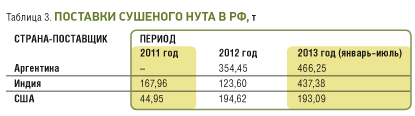 Таблица 3. ПОСТАВКИ СУШЕНОГО НУТА В РФ, т
СТРАНА-ПОСТАВЩИК ПЕРИОД
2011 год 2012 год 2013 год (январь–июль)
Аргентина – 354,45 466,25
Индия 167,96 123,60 437,38
США 44,95 194,62 193,09